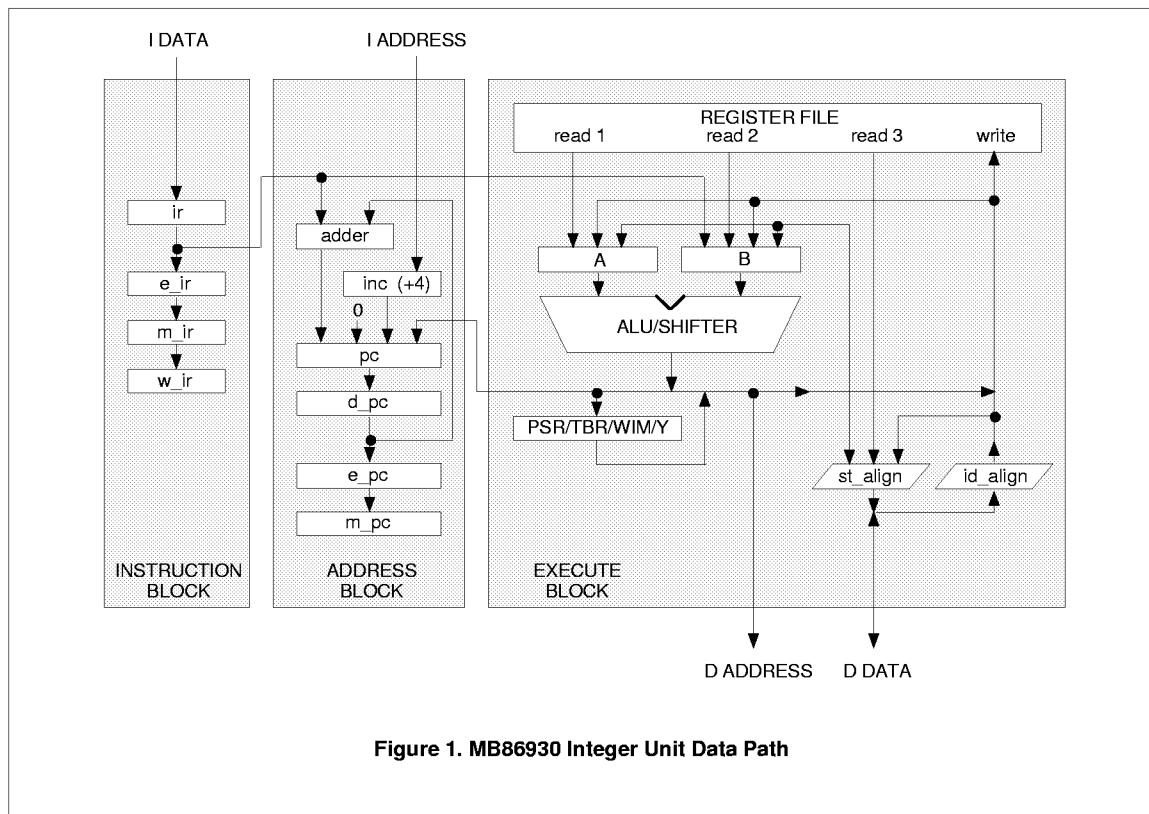 I DATA
I ADDRESS
REGISTER FILE
read 1 read 2 read 3 write
ir
adder
e_ir
inc (+4)
A
B
m_ir
0
ALU/SHIFTER
w_ir
pc
d_pc
PSR/TBR/WIM/Y
e_pc
st_align
id_align
m_pc
INSTRUCTION
BLOCK
ADDRESS
BLOCK
EXECUTE
BLOCK
D ADDRESS
D DATA
Figure 1. MB86930 Integer Unit Data Path